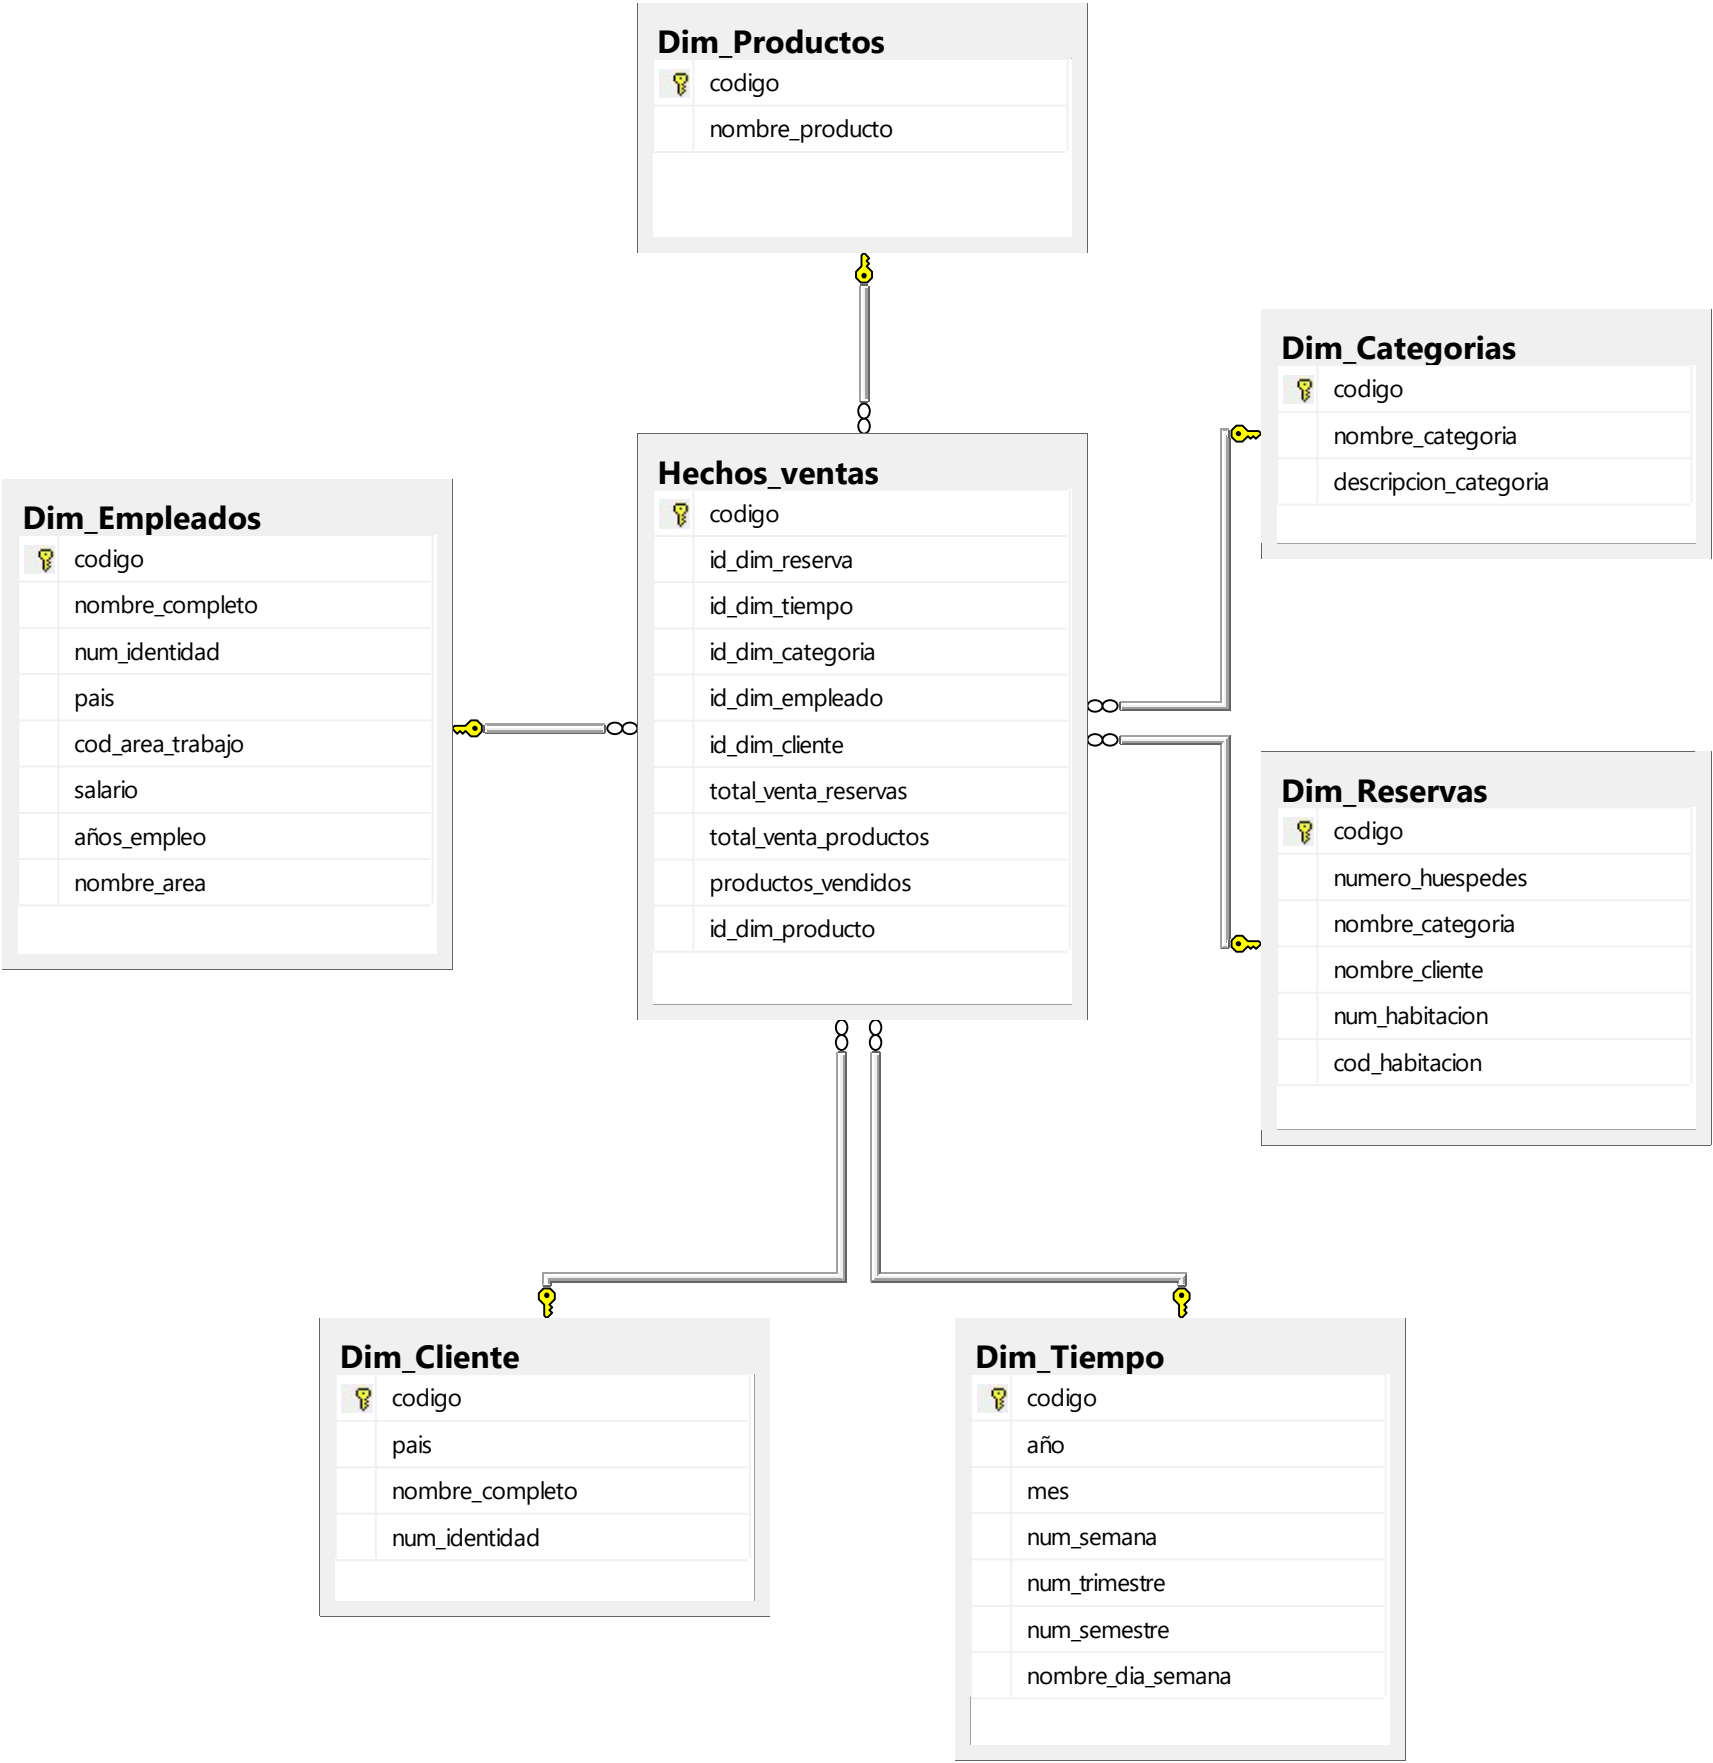 Dim_Productos
codigo
nombre_producto
Dim_Categorias
codigo
nombre_categoria
descripcion_categoria
Hechos_ventas
codigo
id_dim_reserva
id_dim_tiempo
id_dim_categoria
id_dim_empleado
id_dim_cliente
total_venta_reservas
total_venta_productos
productos_vendidos
id_dim_producto
Dim_Empleados
codigo
nombre_completo
num_identidad
pais
cod_area_trabajo
salario
años_empleo
nombre_area
Dim_Reservas
codigo
numero_huespedes
nombre_categoria
nombre_cliente
num_habitacion
cod_habitacion
Dim_Cliente
codigo
pais
nombre_completo
num_identidad
Dim_Tiempo
codigo
año
mes
num_semana
num_trimestre
num_semestre
nombre_dia_semana